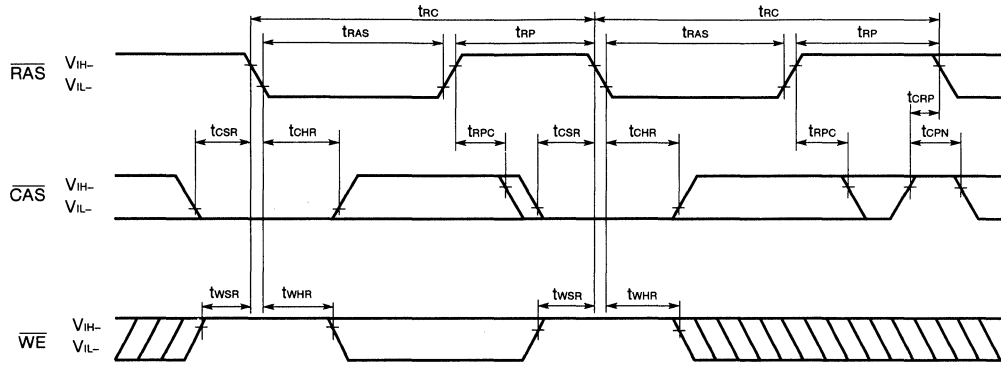 tRC tRC
tRAS tRP tRAS tRP
RAS VIH–
VIL–
tCRP
tCSR tCHR tRPC tCSR tCHR tRPC tCPN
CAS VIH–
VIL–
tWSR tWHR tWSR tWHR
WE VIH–
VIL–